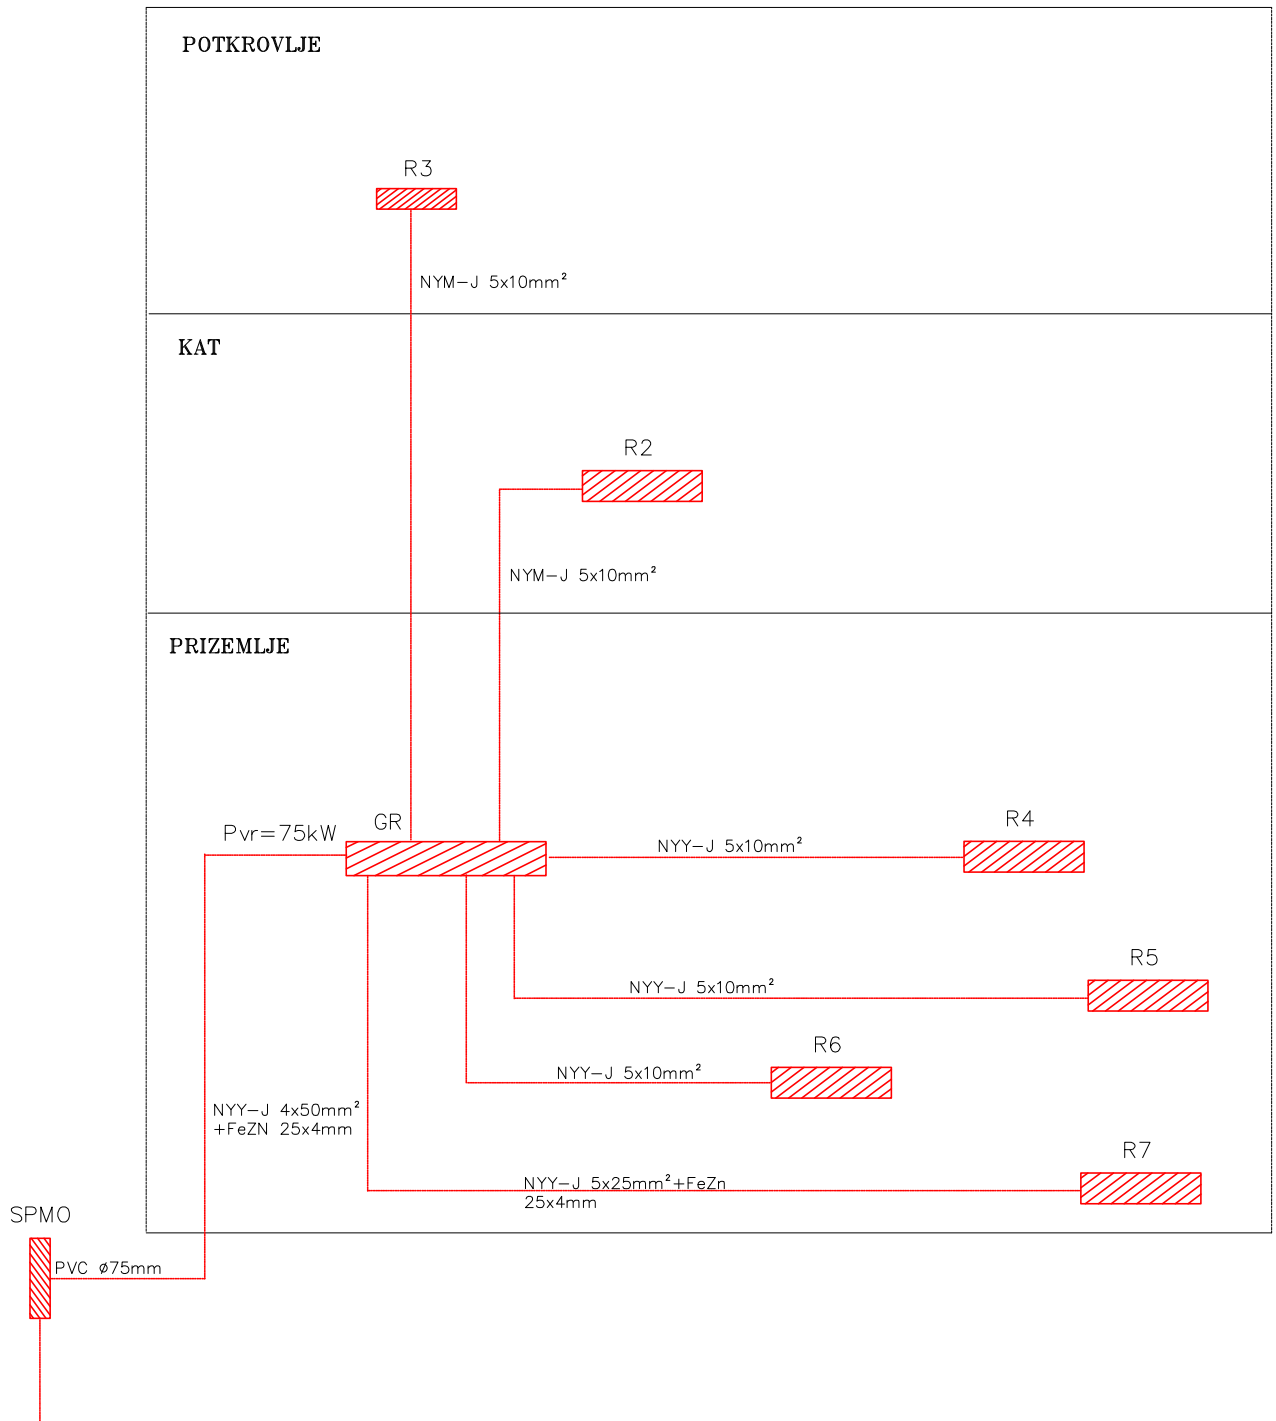 POTKROVLJE
R3
NYM-J 5x10mm²
KAT
R2
NYM-J 5x10mm²
PRIZEMLJE
Pvr=75kW
GR
NYY-J 5x10mm²
R4
NYY-J 5x10mm²
R5
NYY-J 5x10mm²
R6
NYY-J 4x50mm²
+FeZN 25x4mm
NYY-J 5x25mm²+FeZn
25x4mm
R7
SPMO
PVC ø75mm